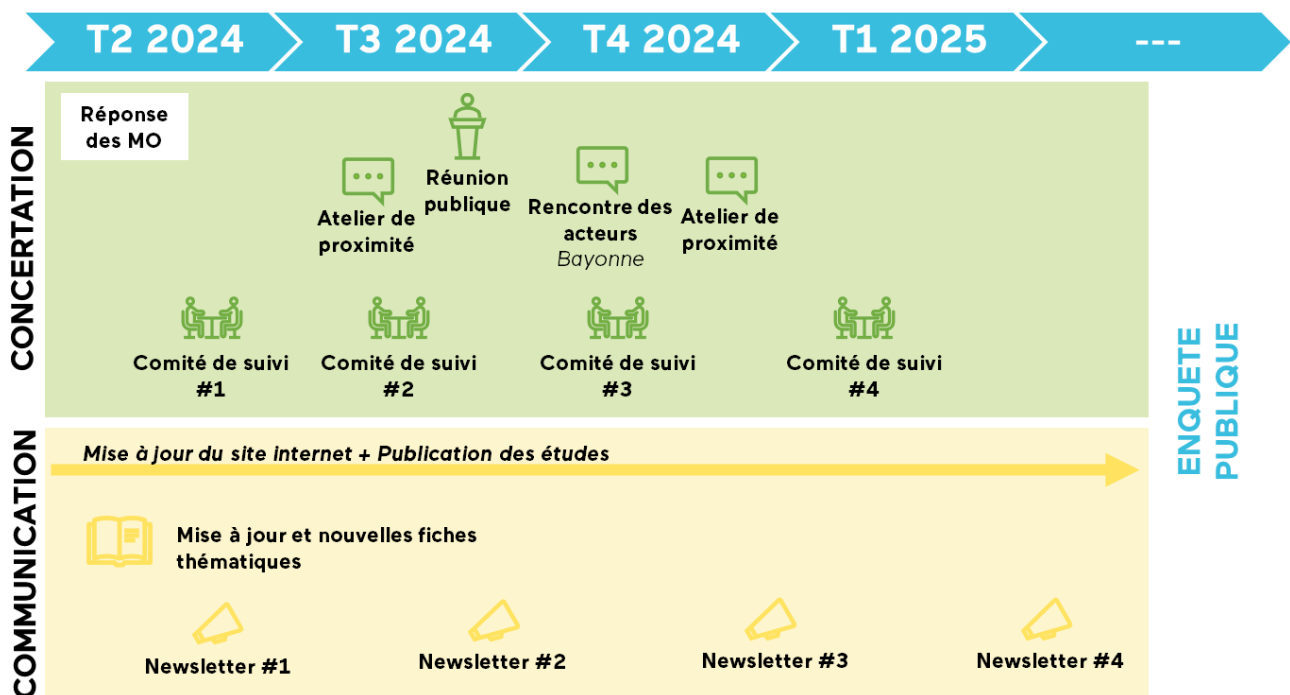 T2 2024
T3 2024
T4 2024
T1 2025
---
CONCERTATION
Réponse
des MO
Atelier de
proximité
Réunion
publique
Rencontre des
acteurs
Bayonne
Atelier de
proximité
Comité de suivi
#1
Comité de suivi
#2
Comité de suivi
#3
Comité de suivi
#4
COMMUNICATION
Mise à jour du site internet + Publication des études
Mise à jour et nouvelles fiches
thématiques
Newsletter #1
Newsletter #2
Newsletter #3
Newsletter #4
ENQUETE
PUBLIQUE